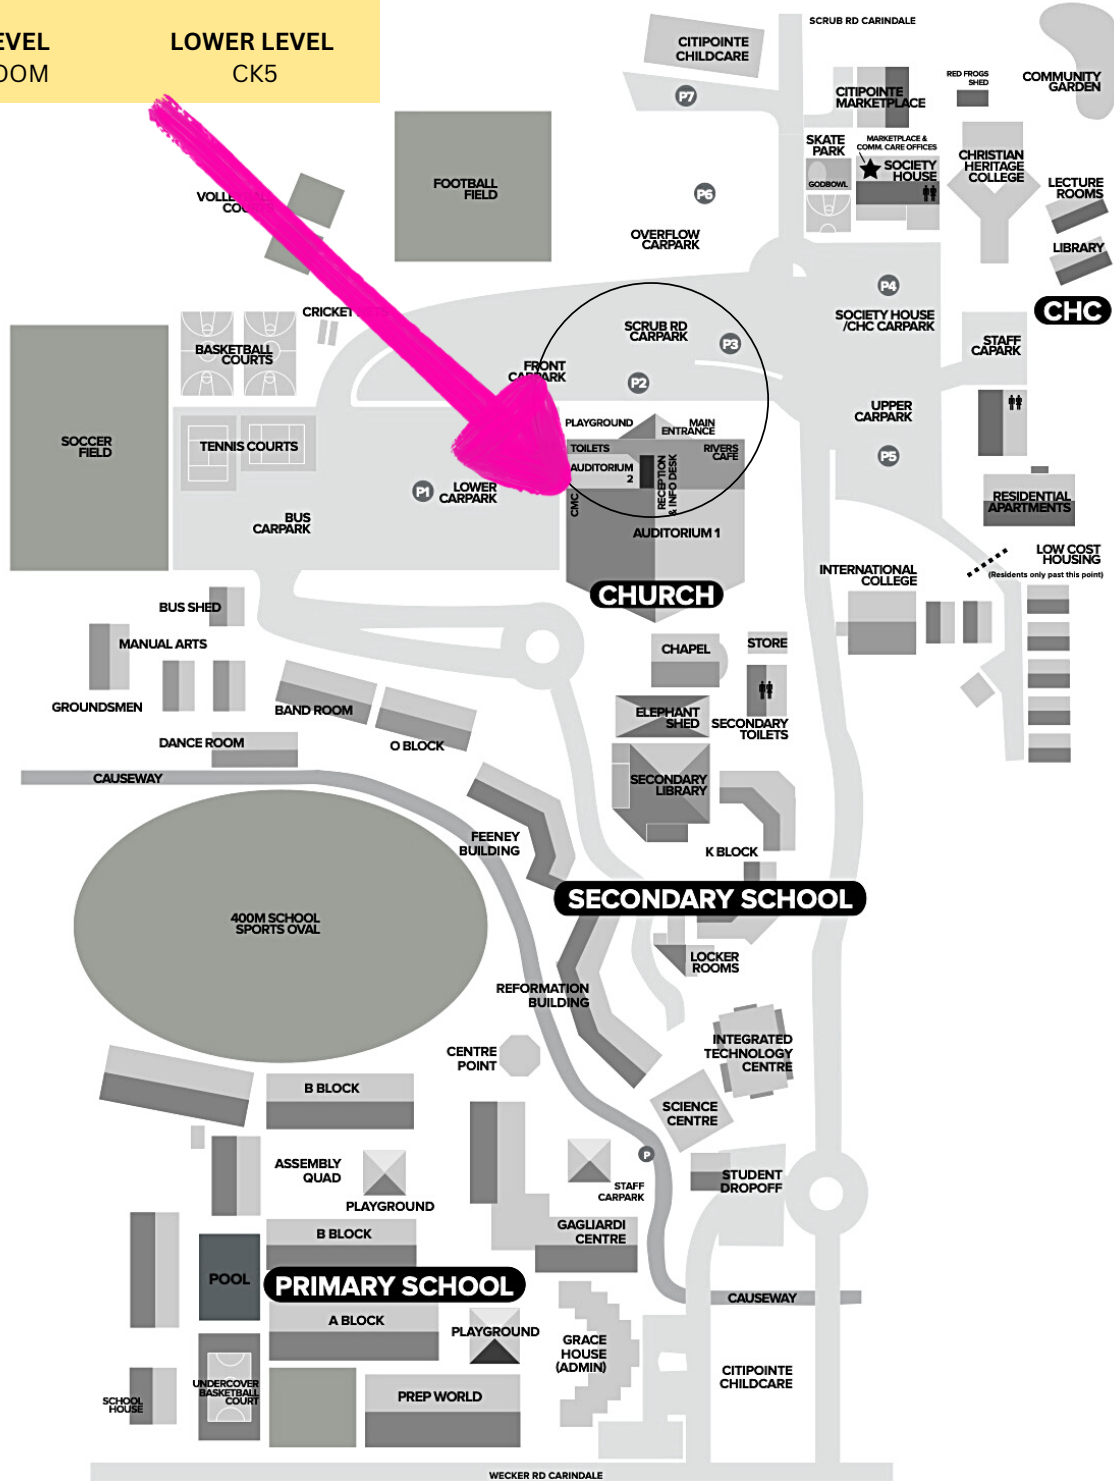 EVEL
OOM
LOWER LEVEL
CK5
SCRUB RD CARINDALE
CITIPOINTE
CHILDCARE
P7
CITIPOINTE
MARKETPLACE
RED FROGS
SHED
COMMUNITY
GARDEN
SKATE
PARK
GODBOWL
MARKETPLACE &
COMM. CARE OFFICES
SOCIETY
HOUSE
CHRISTIAN
HERITAGE
COLLEGE
LECTURE
ROOMS
LIBRARY
CHC
FOOTBALL
FIELD
P6
OVERFLOW
CARPARK
P4
SOCIETY HOUSE
/CHC CARPARK
STAFF
CAPARK
CRICKET
BASKETBALL
COURTS
SCRUB RD
CARPARK
P3
FRONT
CARPARK
P2
UPPER
CARPARK
P5
SOCCER
FIELD
TENNIS COURTS
PLAYGROUND
MAIN
ENTRANCE
TOILETS
RIVERS
CAFE
AUDITORIUM
2
RECEPTION
& INFO DESK
CMC
P1
LOWER
CARPARK
BUS
CARPARK
AUDITORIUM 1
CHURCH
RESIDENTIAL
APARTMENTS
LOW COST
HOUSING
(Residents only past this point)
INTERNATIONAL
COLLEGE
BUS SHED
MANUAL ARTS
GROUNDSMEN
BAND ROOM
O BLOCK
DANCE ROOM
CAUSEWAY
CHAPEL
STORE
ELEPHANT
SHED
SECONDARY
TOILETS
SECONDARY
LIBRARY
K BLOCK
FEENEY
BUILDING
SECONDARY SCHOOL
400M SCHOOL
SPORTS OVAL
LOCKER
ROOMS
REFORMATION
BUILDING
CENTRE
POINT
INTEGRATED
TECHNOLOGY
CENTRE
SCIENCE
CENTRE
B BLOCK
ASSEMBLY
QUAD
PLAYGROUND
P
STAFF
CARPARK
STUDENT
DROPOFF
B BLOCK
GAGLIARDI
CENTRE
POOL
PRIMARY SCHOOL
CAUSEWAY
A BLOCK
PLAYGROUND
GRACE
HOUSE
(ADMIN)
CITIPOINTE
CHILDCARE
SCHOOL
HOUSE
UNDERCOVER
BASKETBALL
COURT
PREP WORLD
WECKER RD CARINDALE